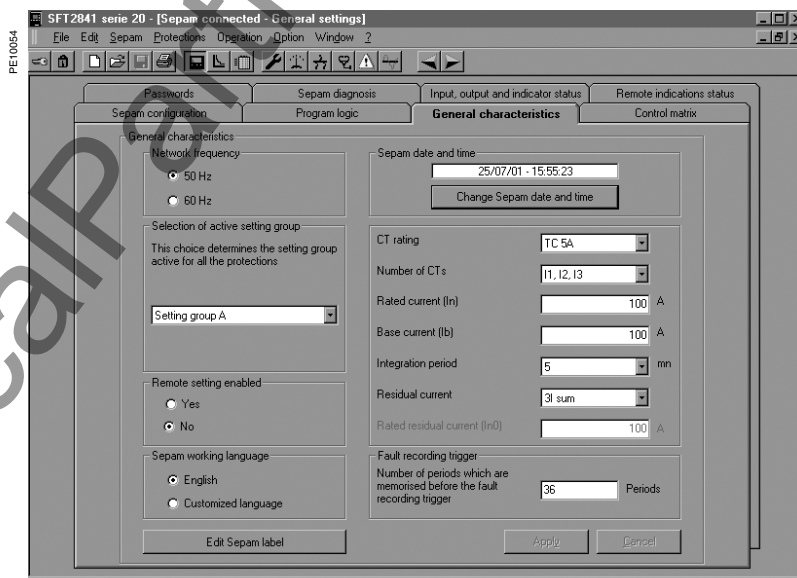 PE10054
SFT2841 serie 20 - [Sepam connected - General settings]
File Edit Sepam Protections Operation Option Window ?
Passwords
Sepam diagnosis
Input, output and indicator status
Remote indications status
Sepam configuration
Program logic
General characteristics
Control matrix
General characteristics
Network frequency
50 Hz
60 Hz
Sepam date and time
25/07/01 - 15:55:23
Change Sepam date and time
Selection of active setting group
This choice determines the setting group
active for all the protections
Setting group A
CT rating
TC 5A
Number of CTs
I1, I2, I3
Rated current (In)
100 A
Base current (Ib)
100 A
Integration period
5 mn
Residual current
3I sum
Rated residual current (In0)
100 A
Remote setting enabled
Yes
No
Sepam working language
English
Customized language
Fault recording trigger
Number of periods which are
memorised before the fault
recording trigger
36 Periods
Edit Sepam label
Apply
Cancel